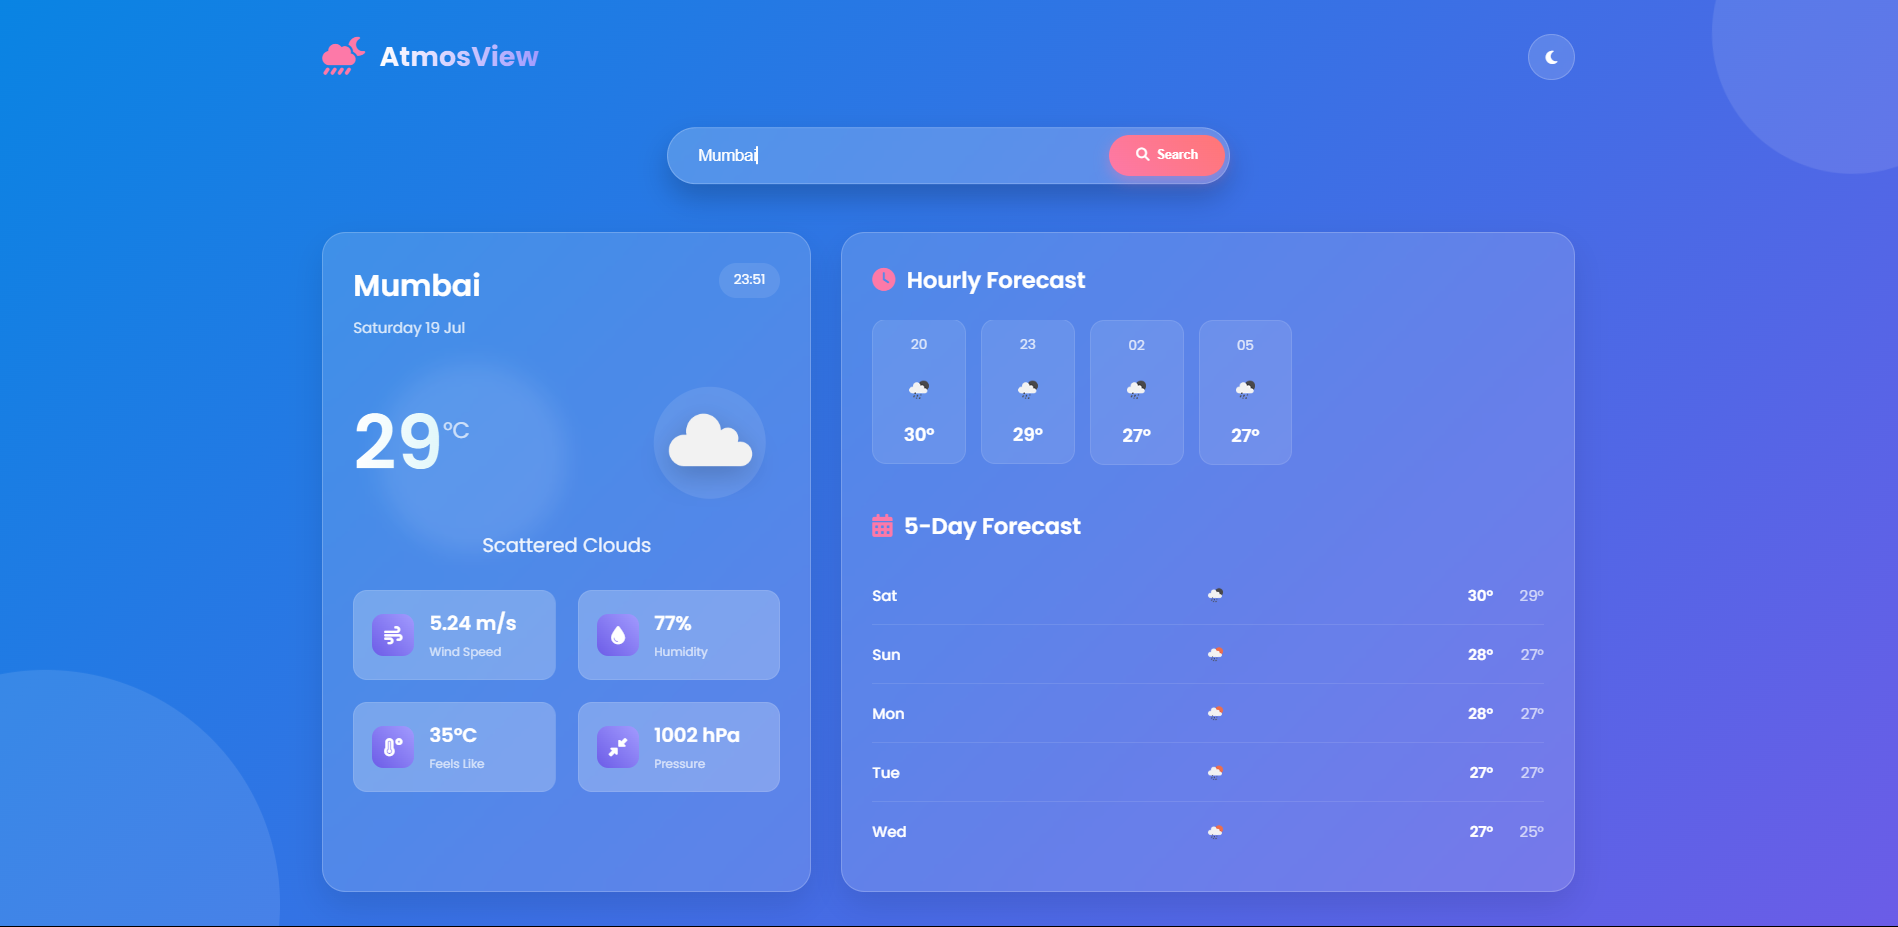 AtmosView
Mumbai
Search
Mumbai
23:51
Saturday 19 Jul
29°C
Scattered Clouds
5.24 m/s
Wind Speed
77%
Humidity
35°C
Feels Like
1002 hPa
Pressure
Hourly Forecast
20 23 02 05
30° 29° 27° 27°
5-Day Forecast
Sat 30° 29°
Sun 28° 27°
Mon 28° 27°
Tue 27° 27°
Wed 27° 25°